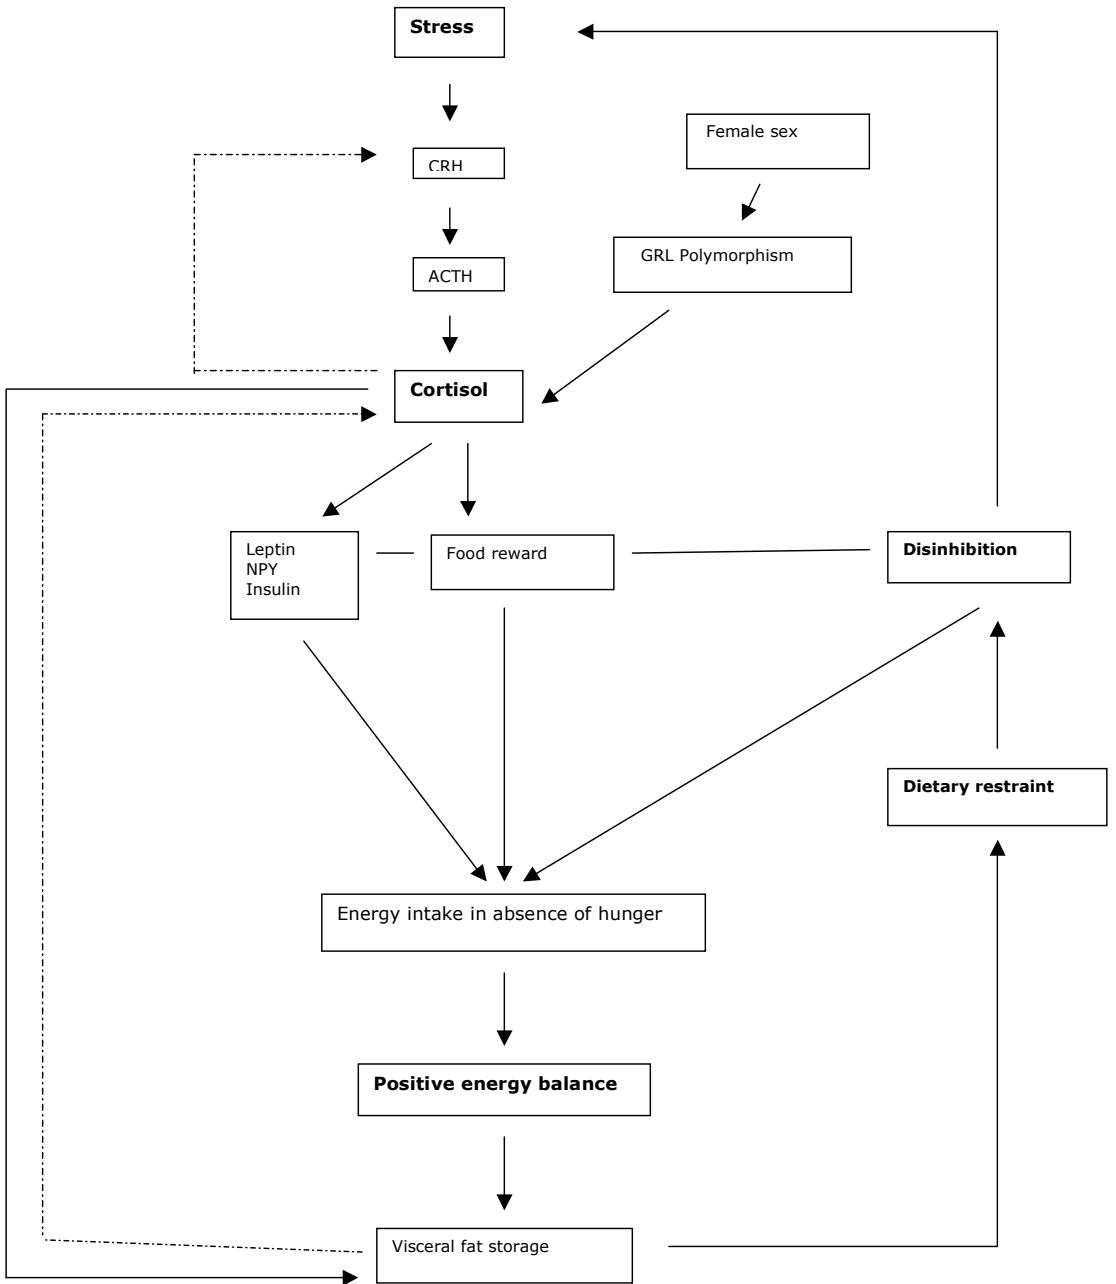 Stress
Female sex
CRH
GRL Polymorphism
ACTH
Cortisol
Leptin
NPY
Insulin
Food reward
Disinhibition
Dietary restraint
Energy intake in absence of hunger
Positive energy balance
Visceral fat storage